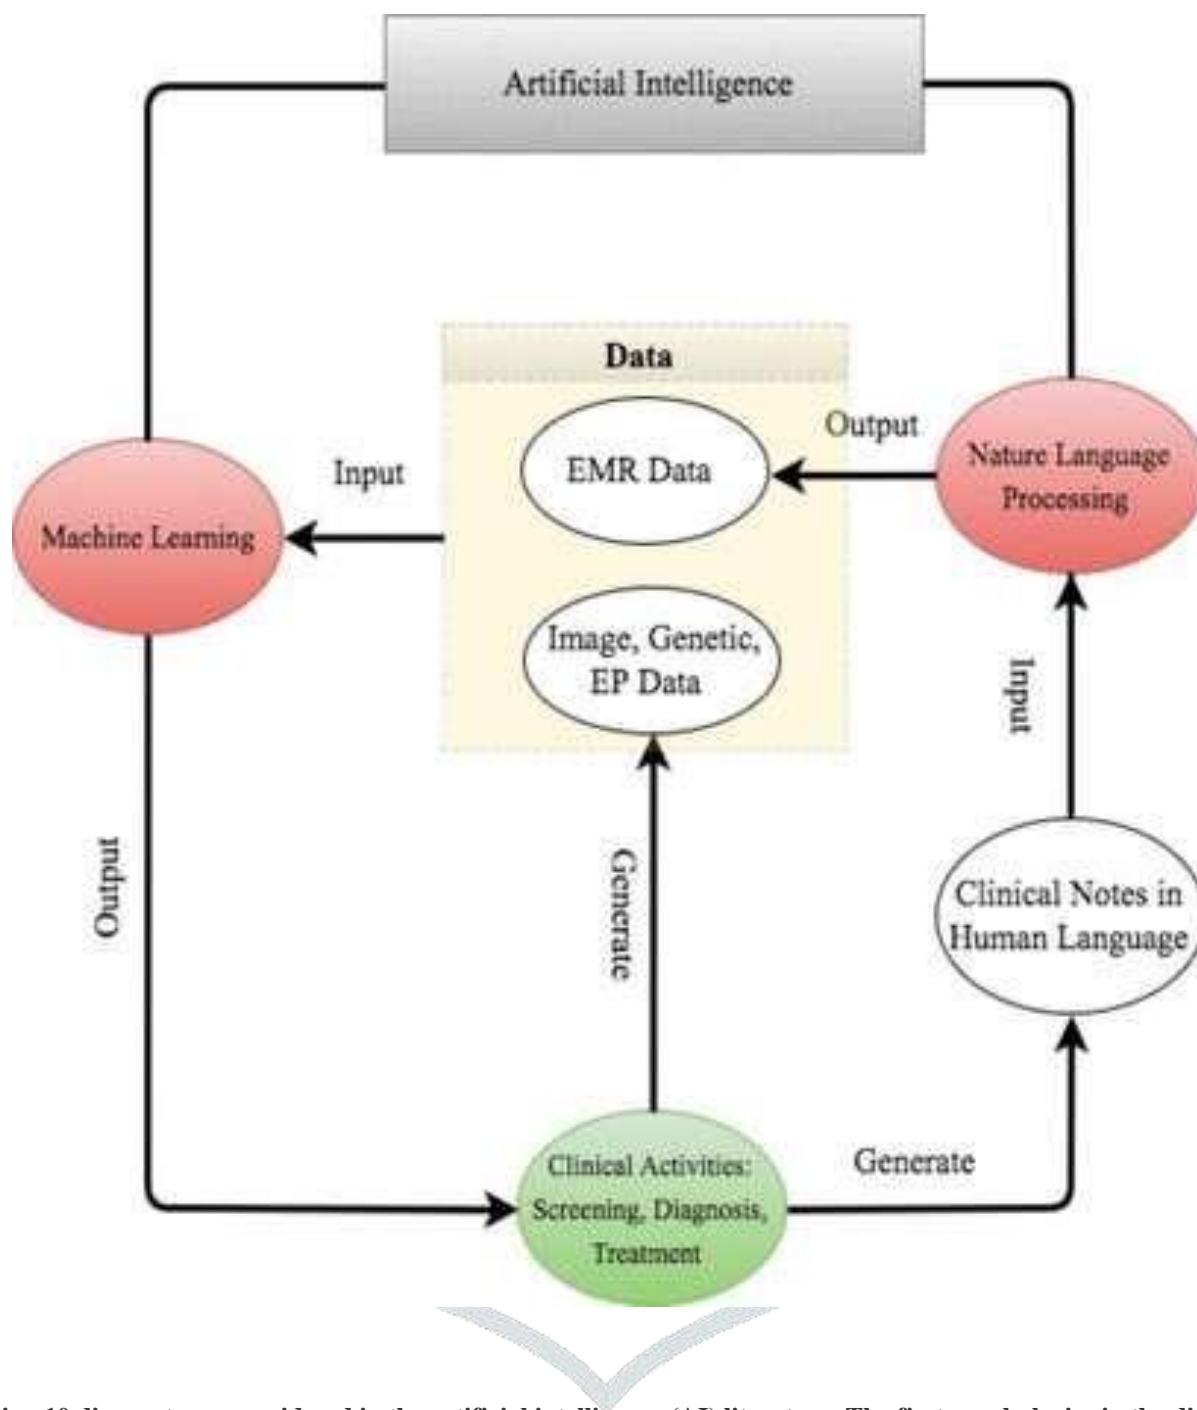 Artificial Intelligence
Data
Output
EMR Data
Nature Language
Processing
Input
Machine Learning
Image, Genetic,
EP Data
Input
Output
Generate
Clinical Notes in
Human Language
Clinical Activities:
Screening, Diagnosis,
Treatment
Generate